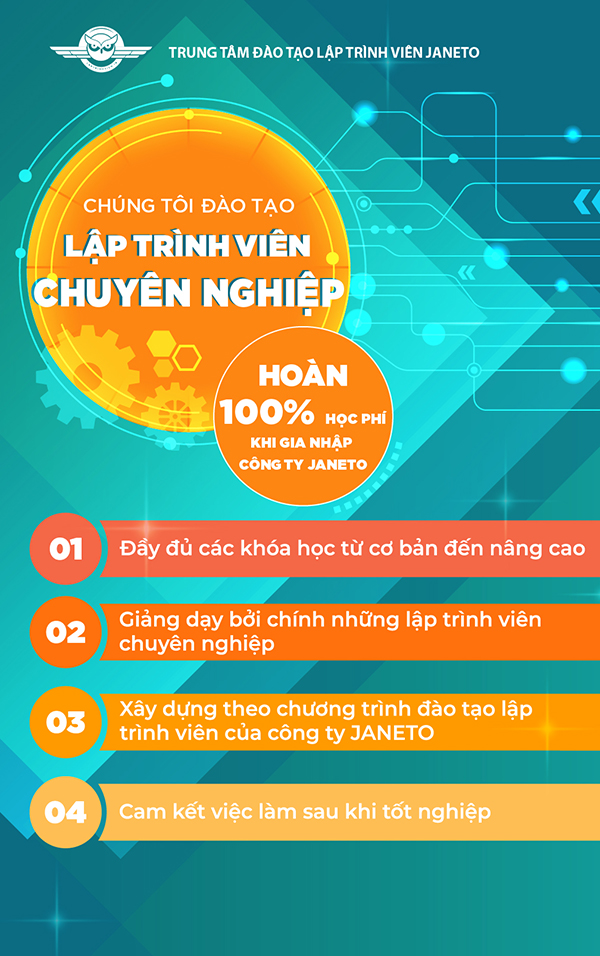 TRUNG TÂM ĐÀO TẠO LẬP TRÌNH VIÊN JANETO
CHÚNG TÔI ĐÀO TẠO
LẬP TRÌNH VIÊN
CHUYÊN NGHIỆP
HOÀN
100% HỌC PHÍ
KHI GIA NHẬP
CÔNG TY JANETO
01 Đầy đủ các khóa học từ cơ bản đến nâng cao
02 Giảng dạy bởi chính những lập trình viên
chuyên nghiệp
03 Xây dựng theo chương trình đào tạo lập
trình viên của công ty JANETO
04 Cam kết việc làm sau khi tốt nghiệp